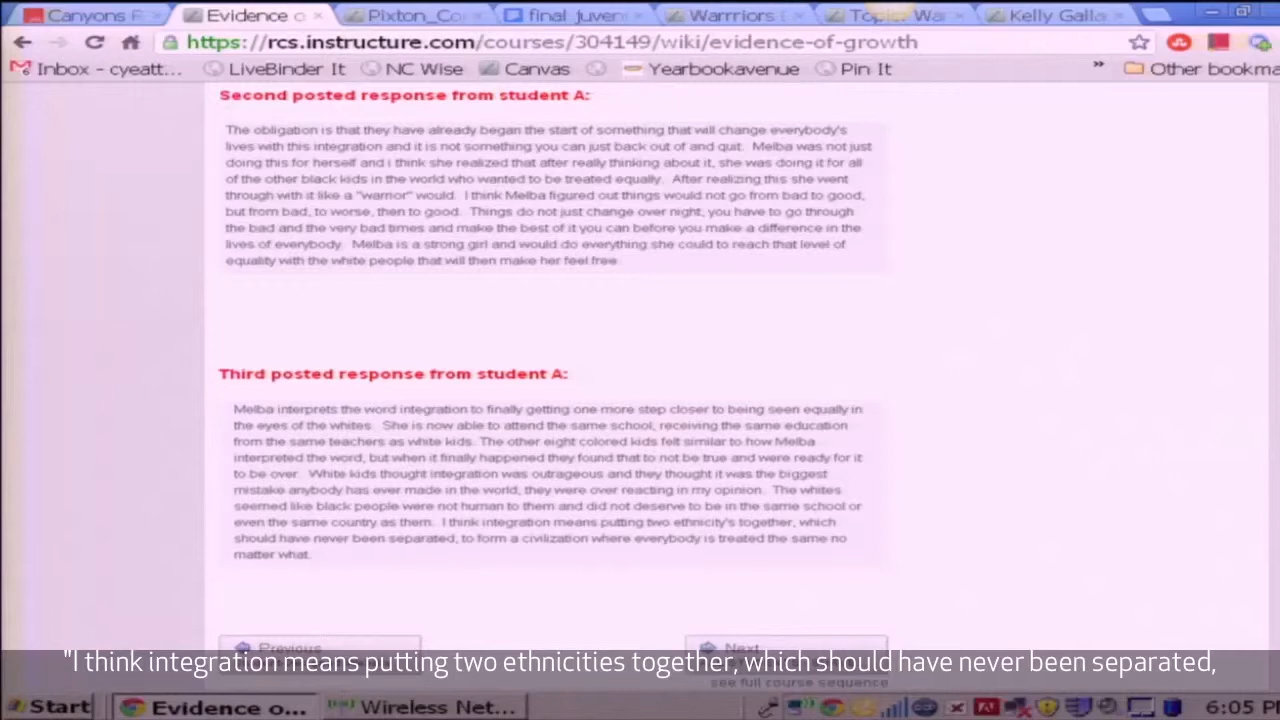 Canyons R
Evidence o
Pixton_Co
final juveni
Warrriors (
Topic: Wa
Kelly Galla
https://rcs.instructure.com/courses/304149/wiki/evidence-of-growth
Inbox - cyeatt...
LiveBinder It
NC Wise
Canvas
Yearbookavenue
Pin It
»
Other bookma
Second posted response from student A:
The obligation is that they have already began the start of something that will change everybody's
lives with this integration and it is not something you can just back out of and quit. Melba was not just
doing this for herself and i think she realized that after really thinking about it, she was doing it for all
of the other black kids in the world who wanted to be treated equally. After realizing this she went
through with it like a "warrior" would. I think Melba figured out things would not go from bad to good,
but from bad, to worse, then to good. Things do not just change over night, you have to go through
the bad and the very bad times and make the best of it you can before you make a difference in the
lives of everybody. Melba is a strong girl and would do everything she could to reach that level of
equality with the white people that will then make her feel free
Third posted response from student A:
Melba interprets the word integration to finally getting one more step closer to being seen equally in
the eyes of the whites. She is now able to attend the same school, receiving the same education
from the same teachers as white kids. The other eight colored kids felt similar to how Melba
interpreted the word, but when it finally happened they found that to not be true and were ready for it
to be over. White kids thought integration was outrageous and they thought it was the biggest
mistake anybody has ever made in the world, they were over reacting in my opinion. The whites
seemed like black people were not human to them and did not deserve to be in the same school or
even the same country as them. I think integration means putting two ethnicity's together, which
should have never been separated, to form a civilization where everybody is treated the same no
matter what.
Previous
Next
"I think integration means putting two ethnicities together, which should have never been separated,
see full course sequence
Start
Evidence o...
Wireless Net...
6:05 P